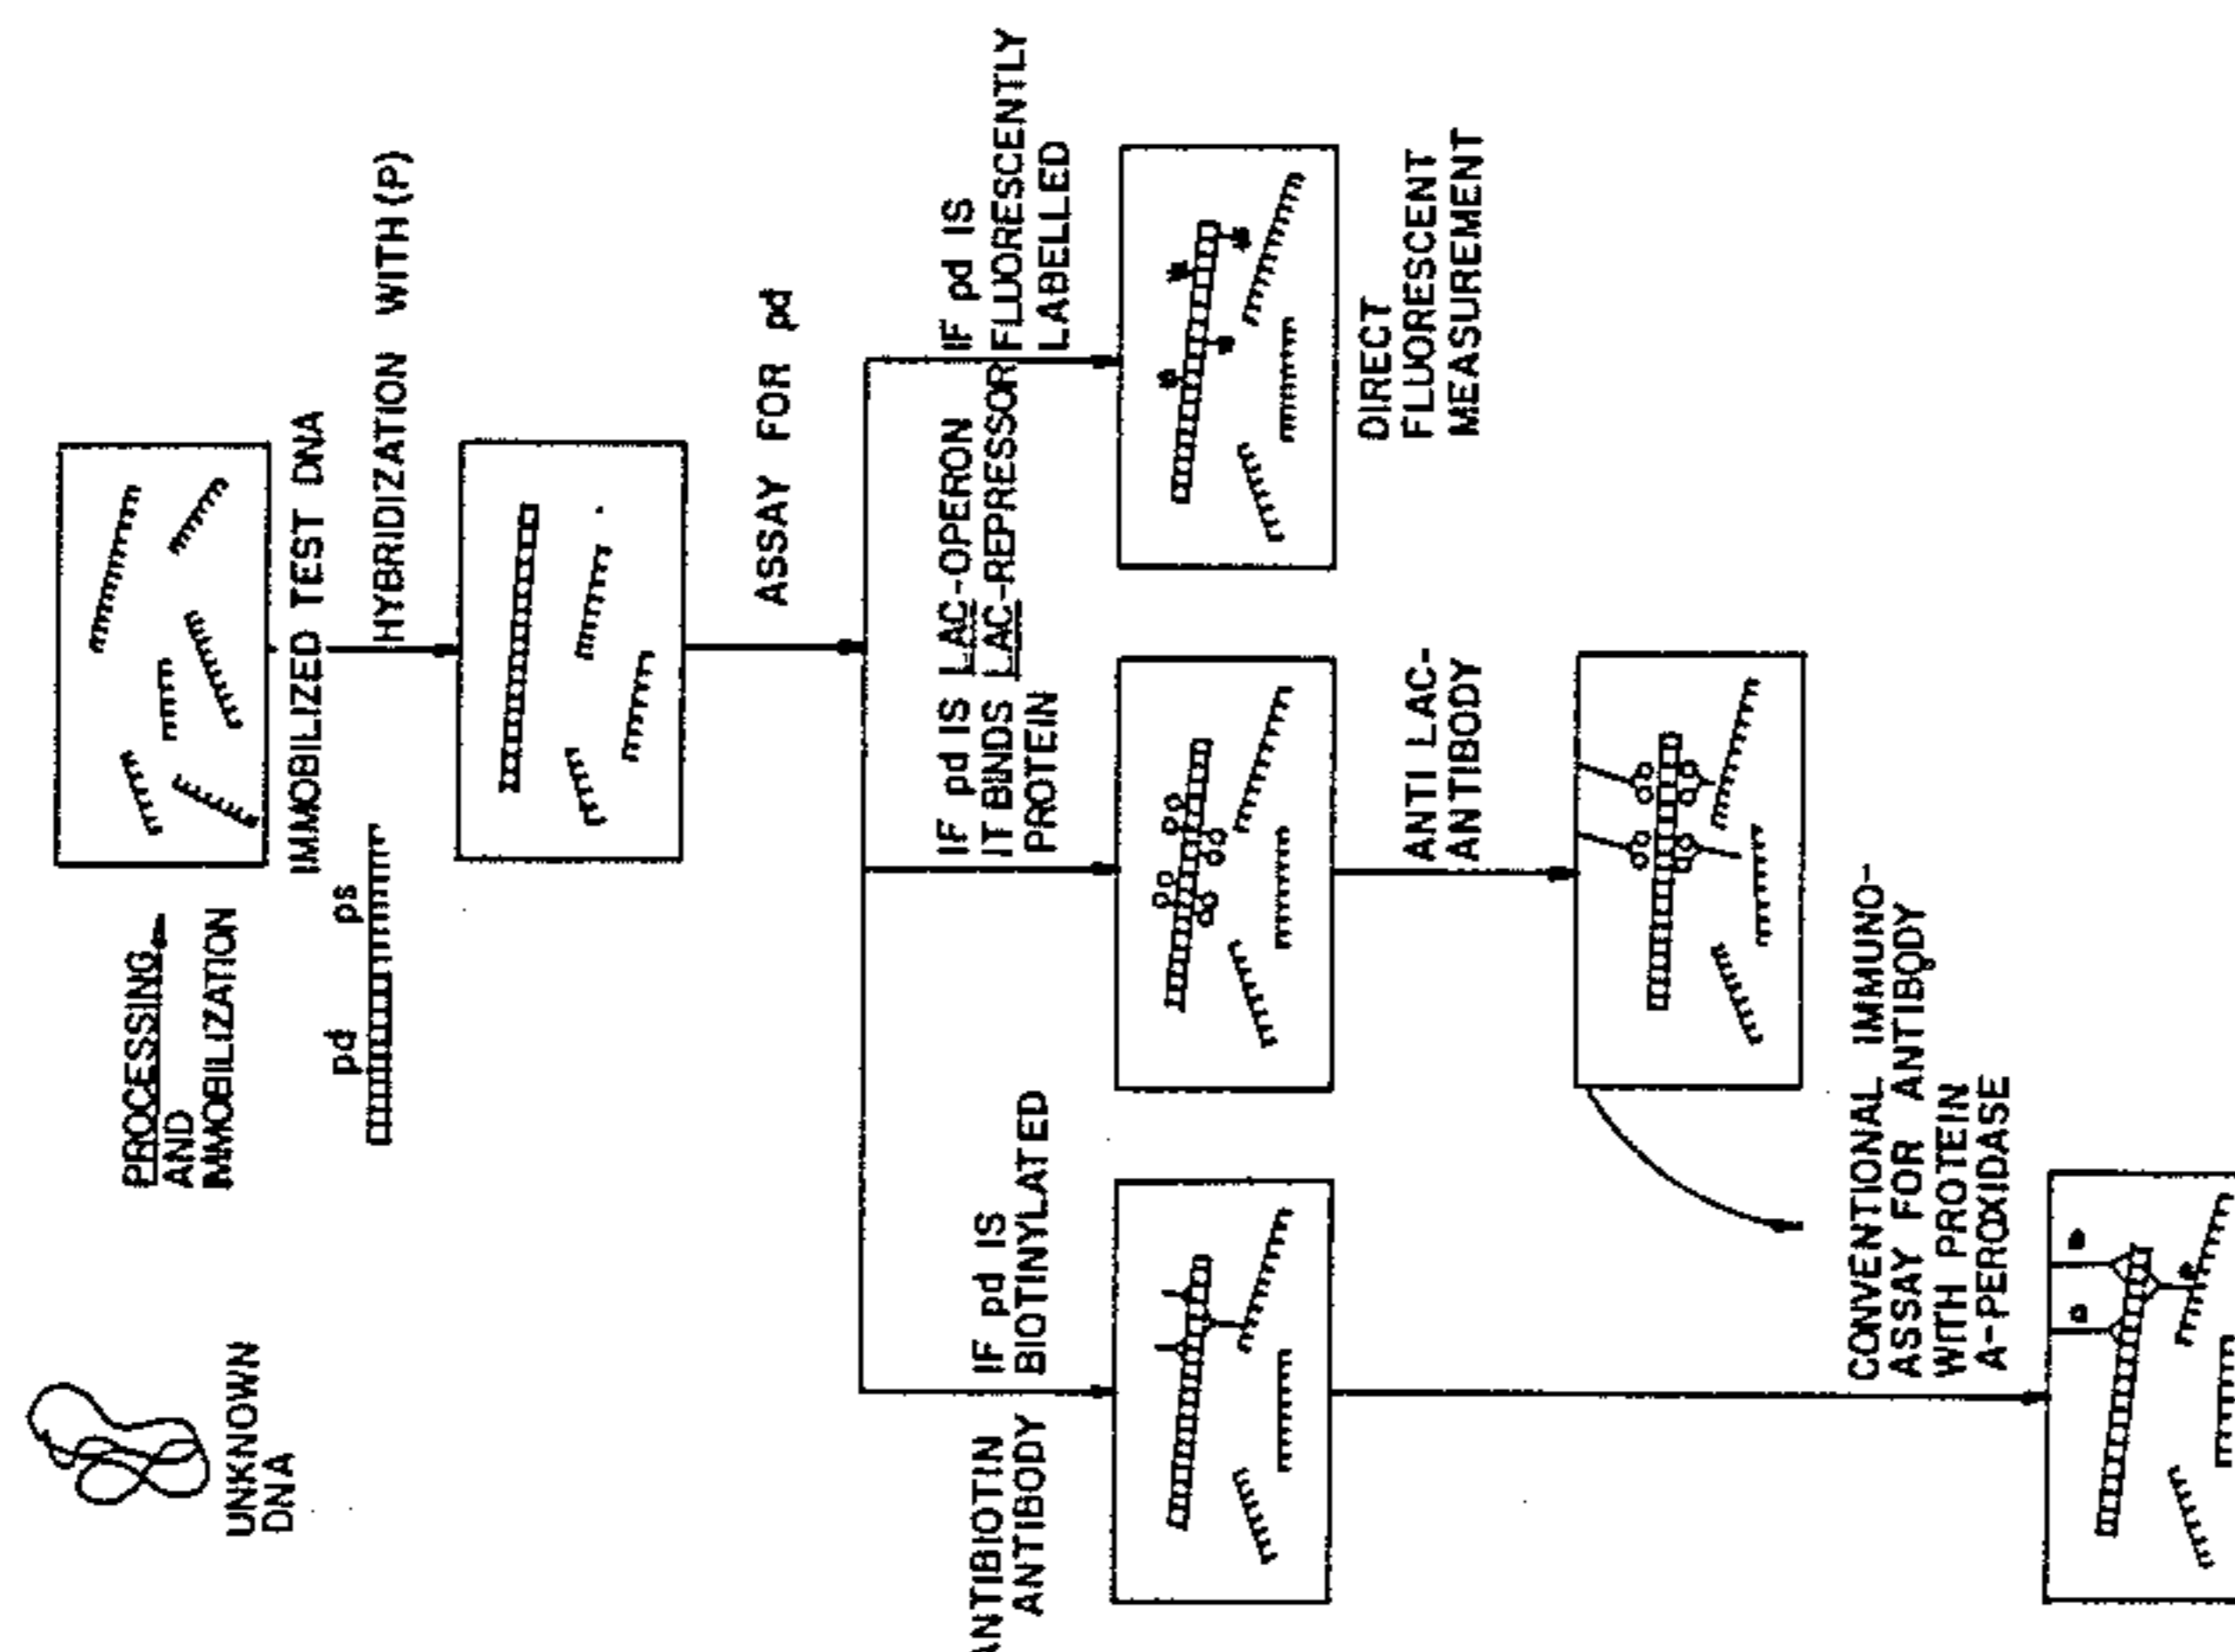 UNKNOWN
DNA
PROCESSING
AND
IMMOBILIZATION
IMMOBILIZED TEST DNA
pd ps
HYBRIDIZATION WITH (P)
ASSAY FOR pd
ANTIBIOTIN
ANTIBODY
IF pd IS
BIOTINYLATED
IF pd IS LAC-OPERON
IT BINDS LAC-REPRESSOR
PROTEIN
IF pd IS
FLUORESCENTLY
LABELLED
DIRECT
FLUORESCENT
MEASUREMENT
ANTI LAC-
ANTIBODY
CONVENTIONAL IMMUNO-
ASSAY FOR ANTIBODY
WITH PROTEIN
A-PEROXIDASE